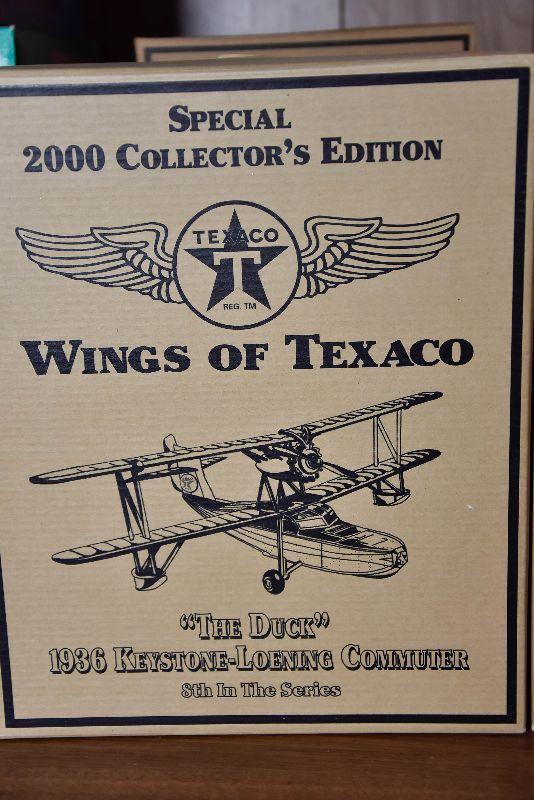 SPECIAL
2000 COLLECTOR'S EDITION
TEXACO
T
REG. TM
WINGS OF TEXACO
"THE DUCK"
1936 KEYSTONE-LOENING COMMUTER
8th In The Series